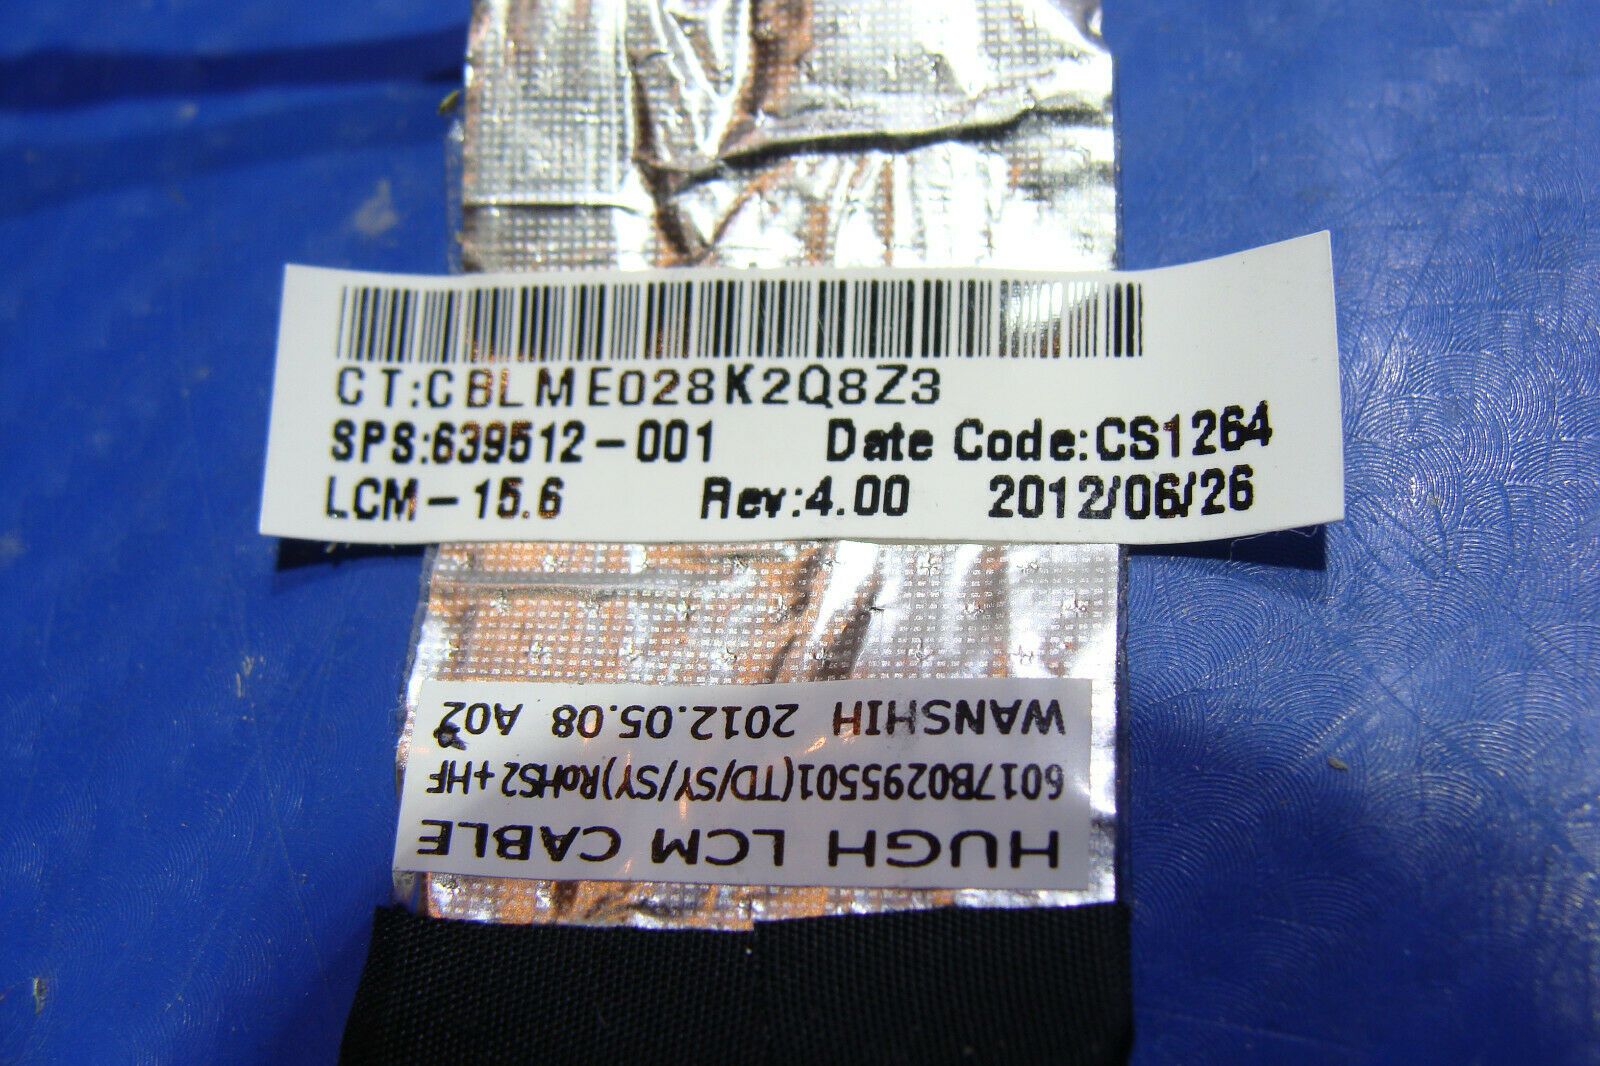 CT:CBLME028K2Q8Z3
SPS:639512-001 Date Code:CS1264
LCM-15.6 Rev:4.00 2012/06/26
HUGH LCM CABLE
6017B0295501(TD/SY/SY)RoHS2+HF
WANSHIH 2012.05.08 A02